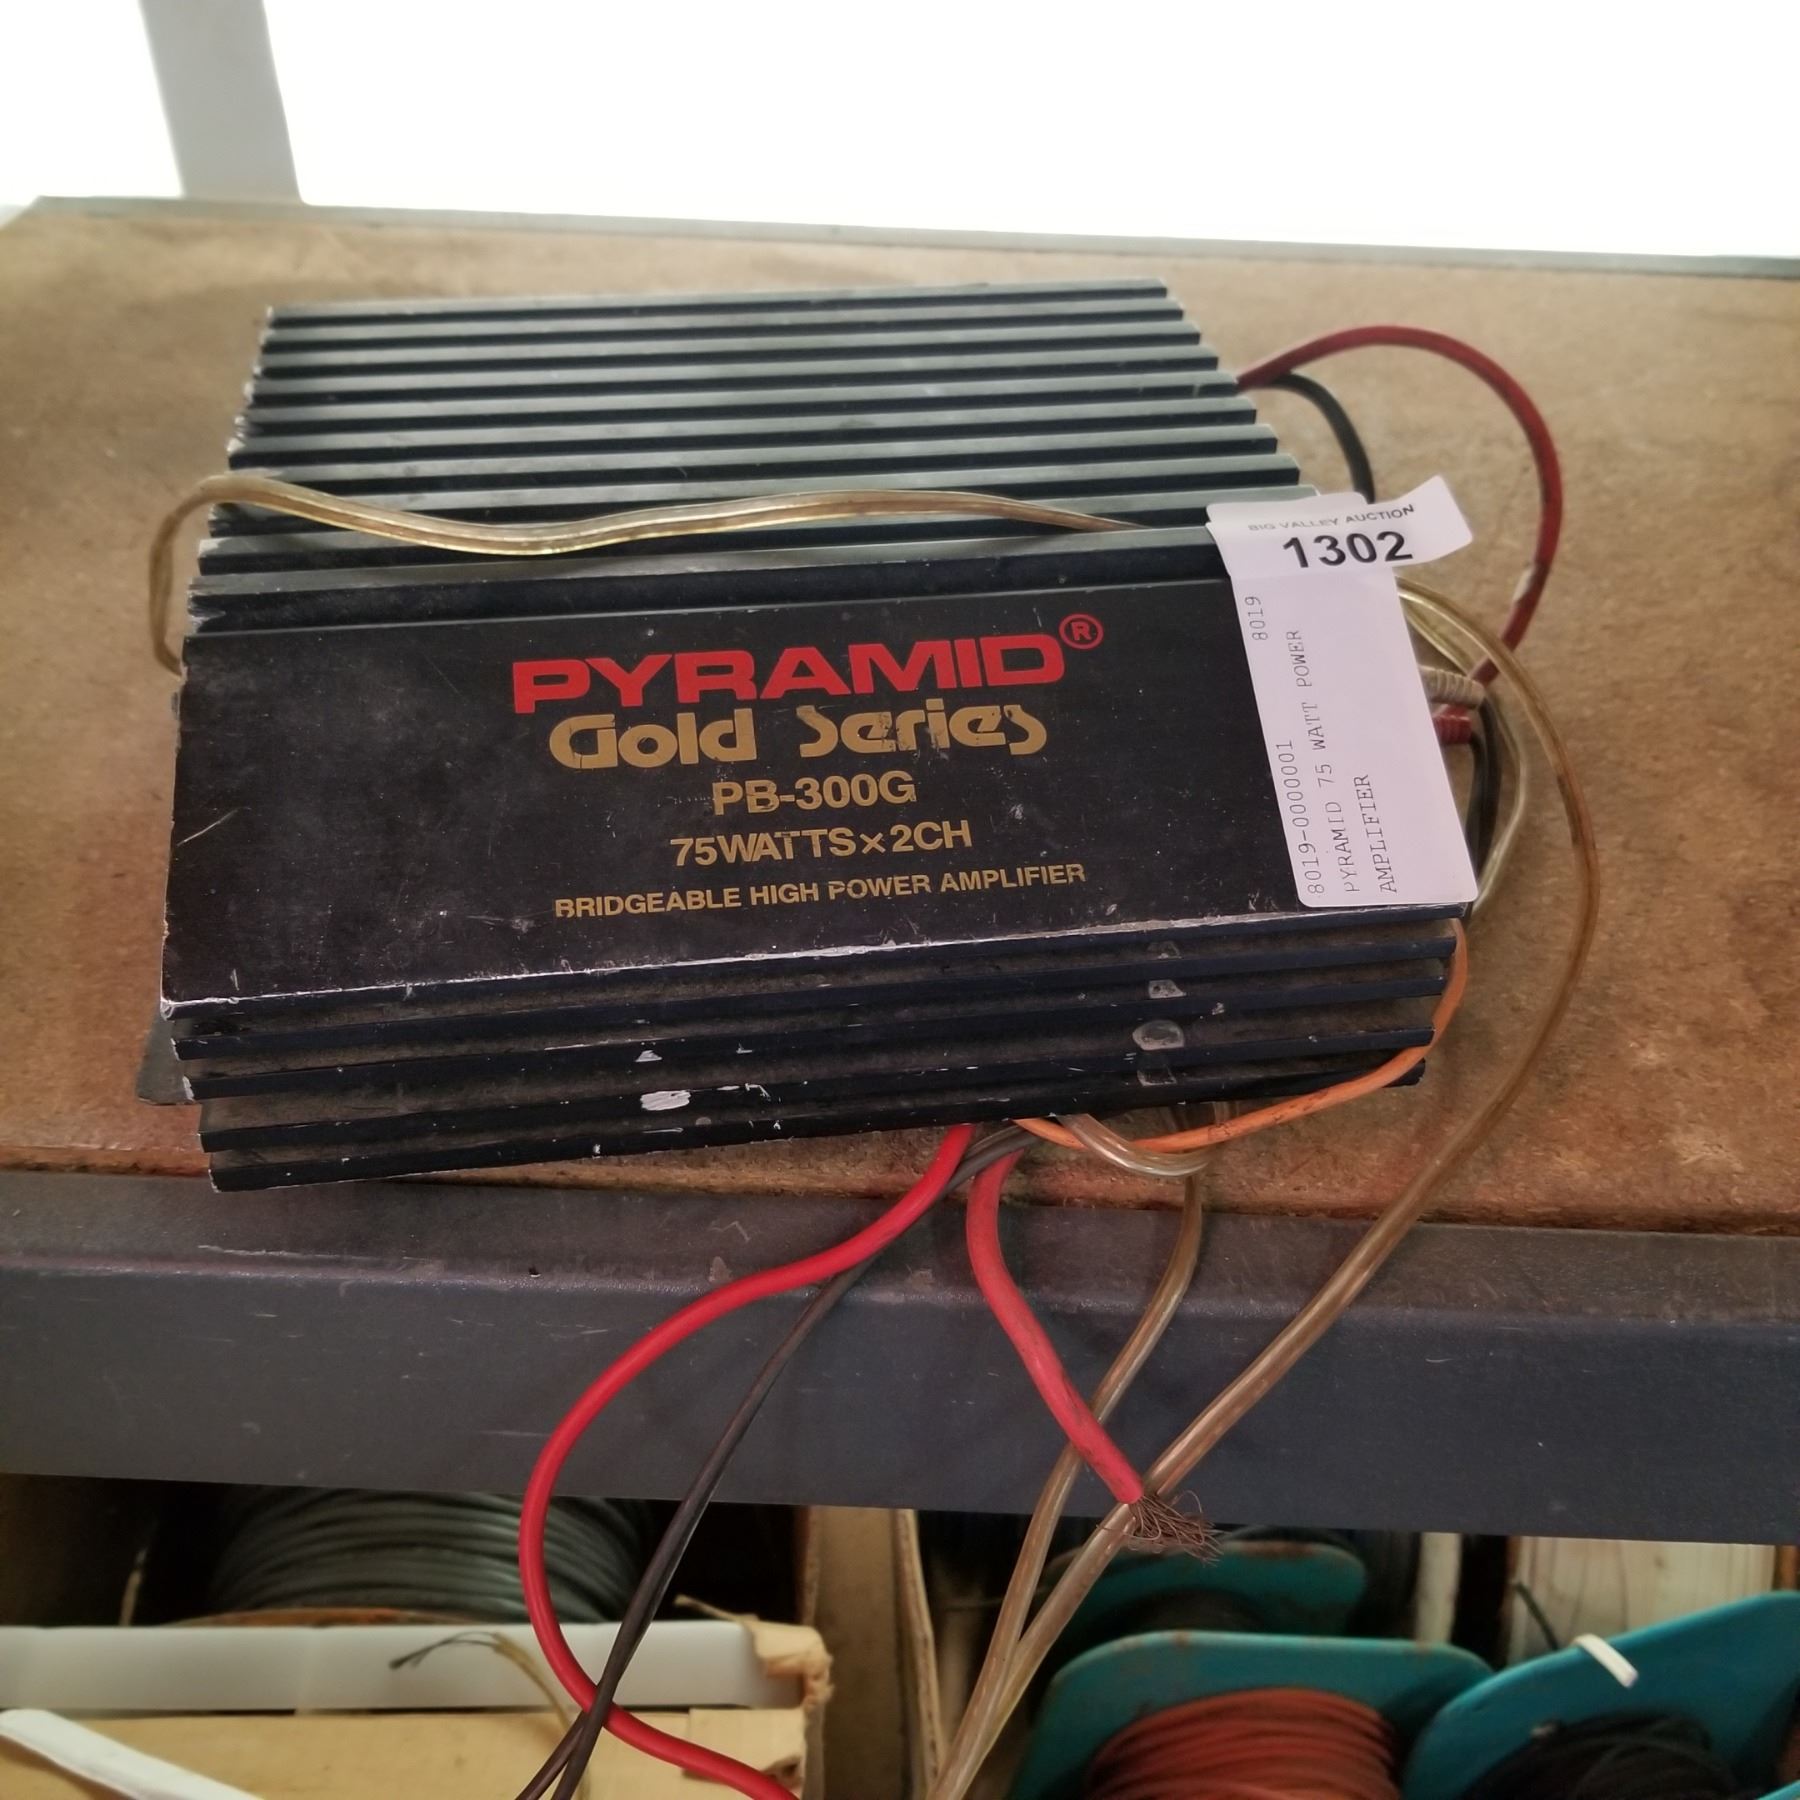 PYRAMID®
Gold Series
PB-300G
75WATTS×2CH
BRIDGEABLE HIGH POWER AMPLIFIER
BIG VALLEY AUCTION
1302
8019-0000001 8019
PYRAMID 75 WATT POWER
AMPLIFIER